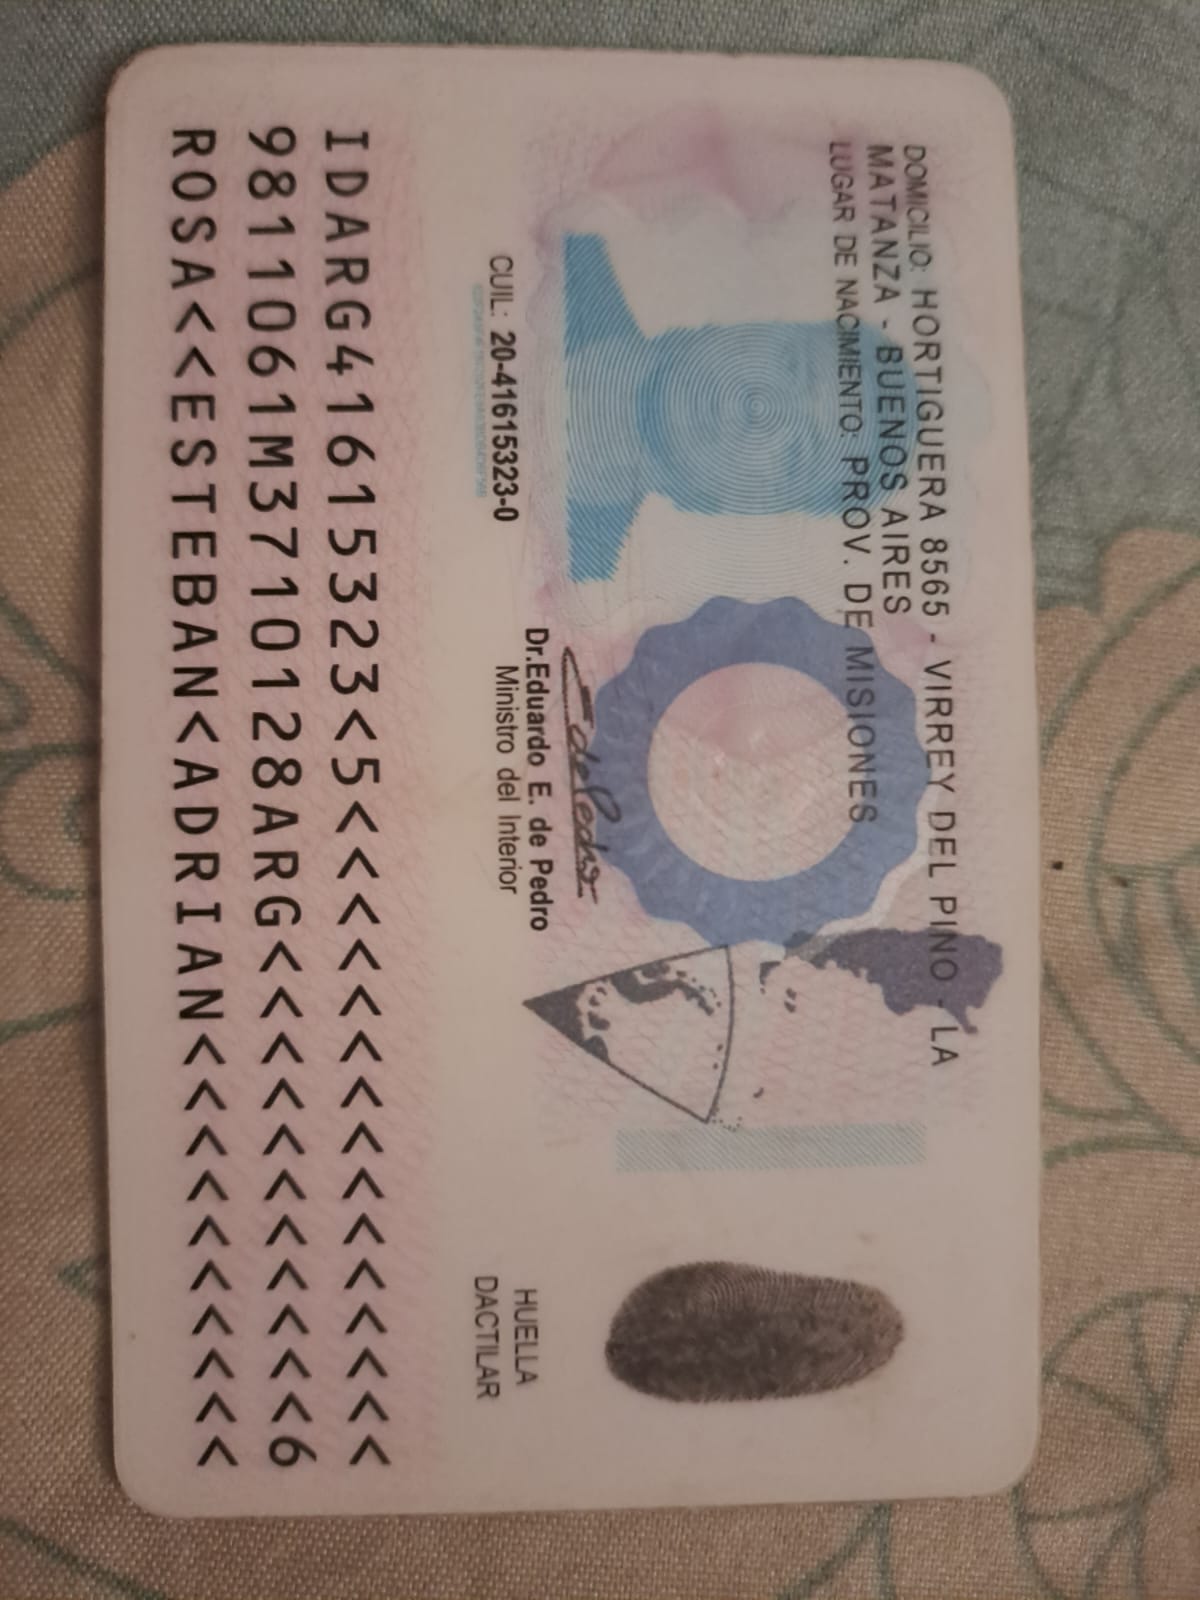 DOMICILIO: HORTIGUERA 8565 - VIRREY DEL PINO - LA
MATANZA - BUENOS AIRES
LUGAR DE NACIMIENTO: PROV. DE MISIONES
CUIL: 20-41615323-0
Dr.Eduardo E. de Pedro
Ministro del Interior
HUELLA
DACTILAR
IDARG41615323<5<<<<<<<<<<<<<<<
9811061M3710128ARG<<<<<<<<<<<6
ROSA<<ESTEBAN<ADRIAN<<<<<<<<<<